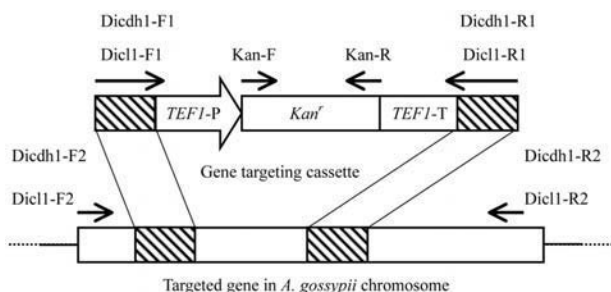 Dicdh1-F1 Dicdh1-R1
Dicl1-F1 Kan-F Kan-R Dicl1-R1
TEF1-P Kanr TEF1-T
Dicdh1-F2 Dicdh1-R2
Gene targeting cassette
Dicl1-F2 Dicl1-R2
Targeted gene in A. gossypii chromosome